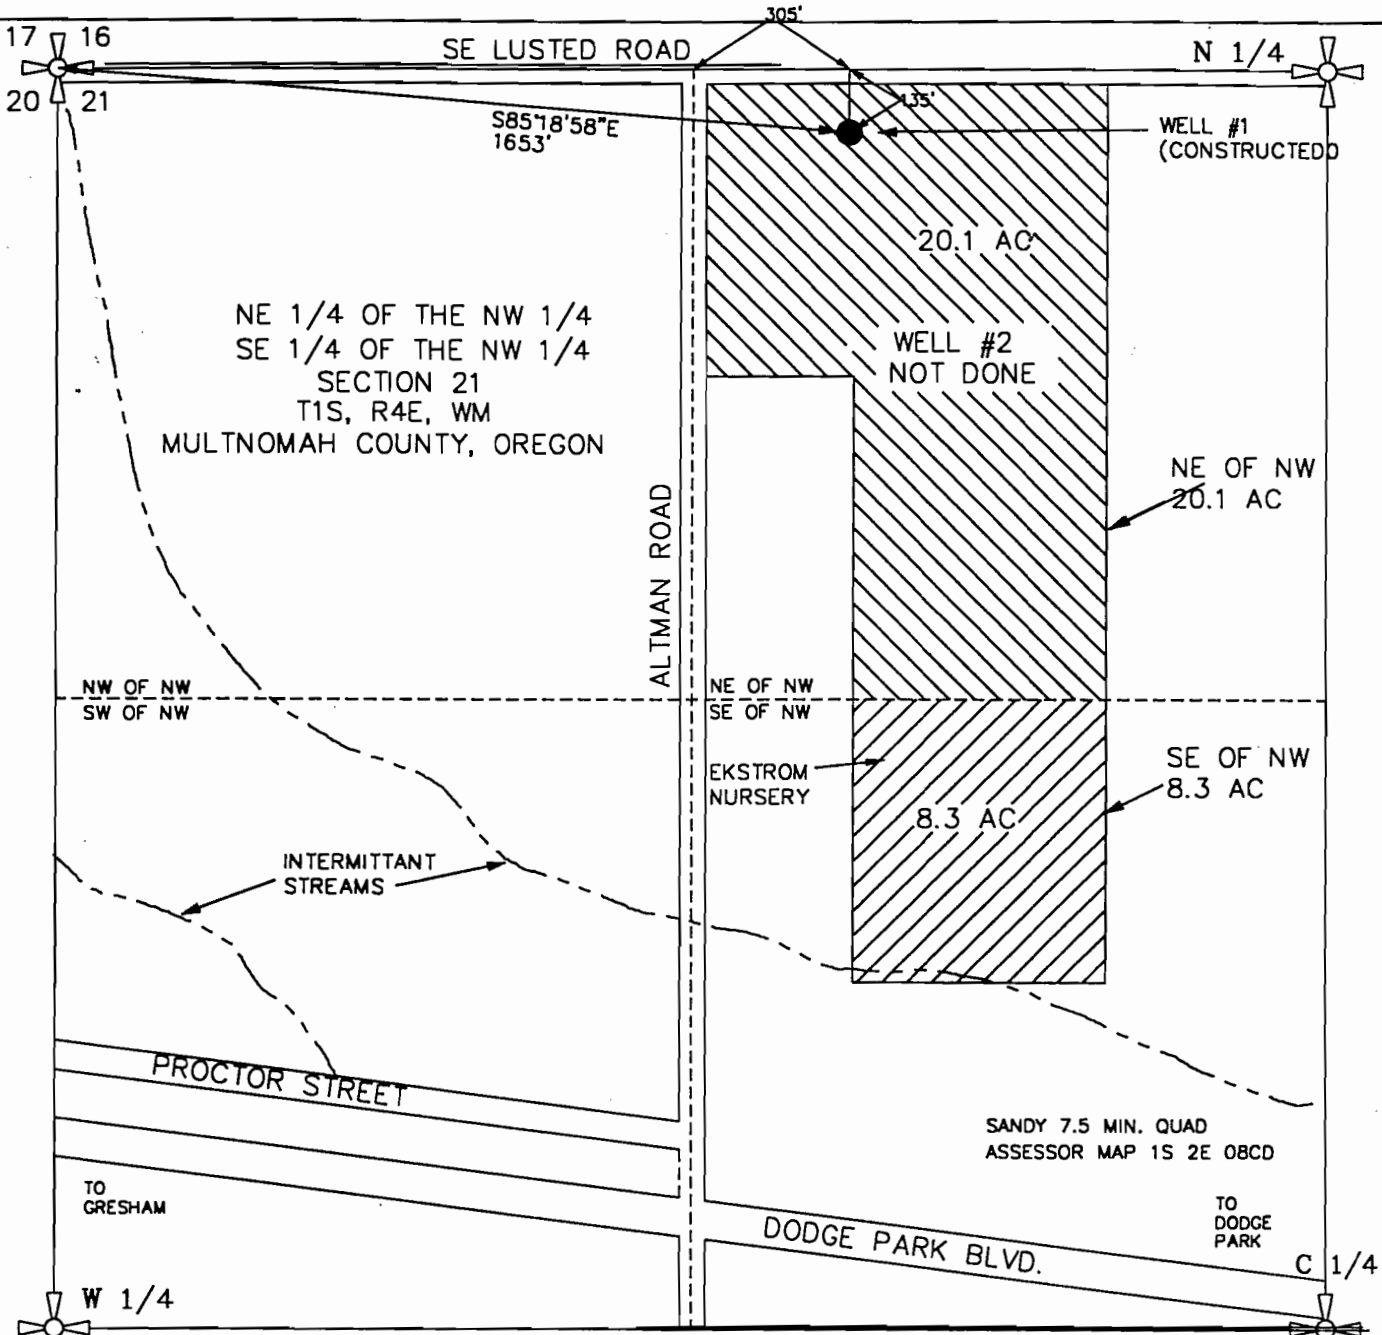 305'
17 16
SE LUSTED ROAD
N 1/4
20 21
135'
S85°18'58"E
1653'
WELL #1
(CONSTRUCTED)
20.1 AC
NE 1/4 OF THE NW 1/4
SE 1/4 OF THE NW 1/4
SECTION 21
T1S, R4E, WM
MULTNOMAH COUNTY, OREGON
WELL #2
NOT DONE
NE OF NW
20.1 AC
ALTMAN ROAD
NW OF NW
SW OF NW
NE OF NW
SE OF NW
EKSTROM
NURSERY
SE OF NW
8.3 AC
8.3 AC
INTERMITTANT
STREAMS
PROCTOR STREET
SANDY 7.5 MIN. QUAD
ASSESSOR MAP 1S 2E 08CD
TO
GRESHAM
TO
DODGE
PARK
DODGE PARK BLVD.
C 1/4
W 1/4